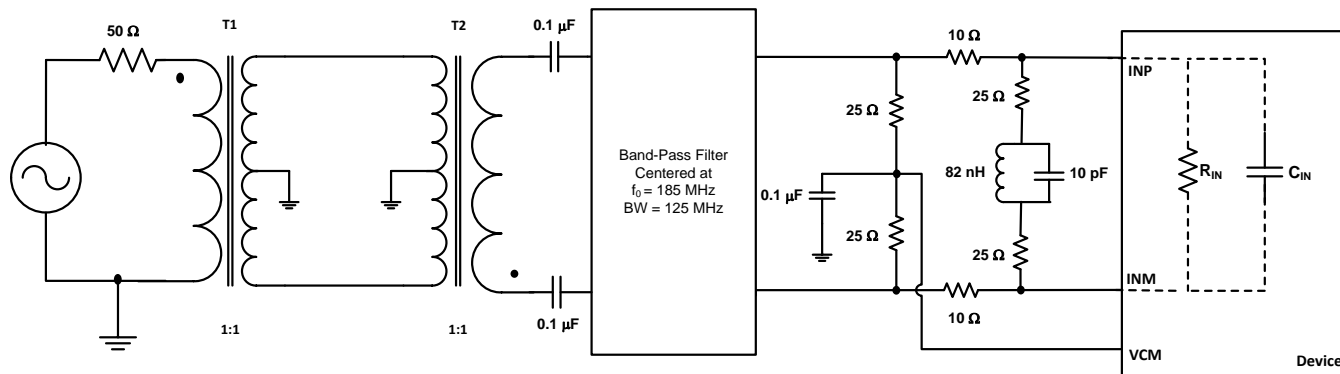 50 Ω
T1
T2
0.1 μF
0.1 μF
1:1
1:1
Band-Pass Filter
Centered at
f0 = 185 MHz
BW = 125 MHz
10 Ω
25 Ω
25 Ω
0.1 μF
82 nH
10 pF
25 Ω
25 Ω
10 Ω
INP
RIN
CIN
INM
VCM
Device